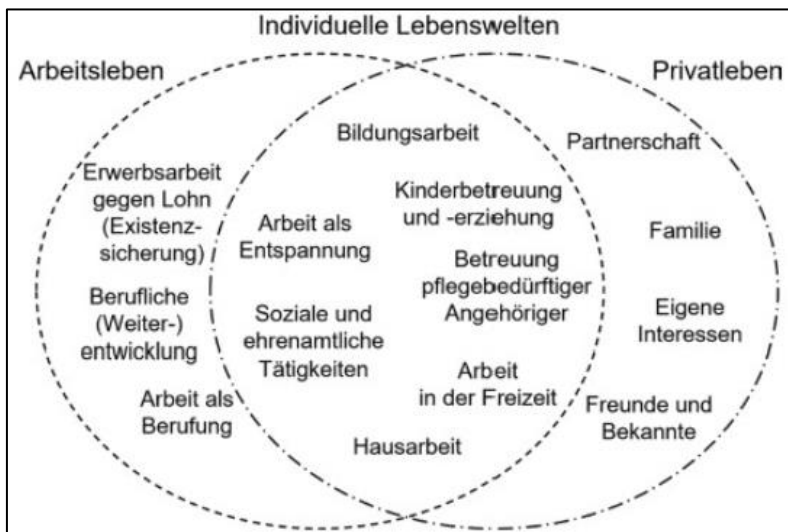 Individuelle Lebenswelten
Arbeitsleben
Privatleben
Erwerbsarbeit
gegen Lohn
(Existenz-
sicherung)
Berufliche
(Weiter-)
entwicklung
Arbeit als
Berufung
Bildungsarbeit
Arbeit als
Entspannung
Soziale und
ehrenamtliche
Tätigkeiten
Kinderbetreuung
und -erziehung
Betreuung
pflegebedürftiger
Angehöriger
Arbeit
in der Freizeit
Hausarbeit
Partnerschaft
Familie
Eigene
Interessen
Freunde und
Bekannte